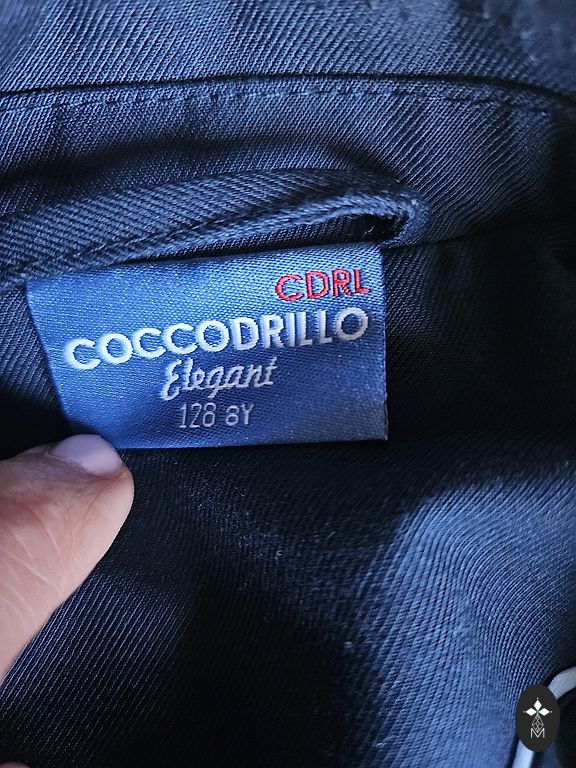 CDRL
COCCODRILLO
Elegant
128 8Y
M